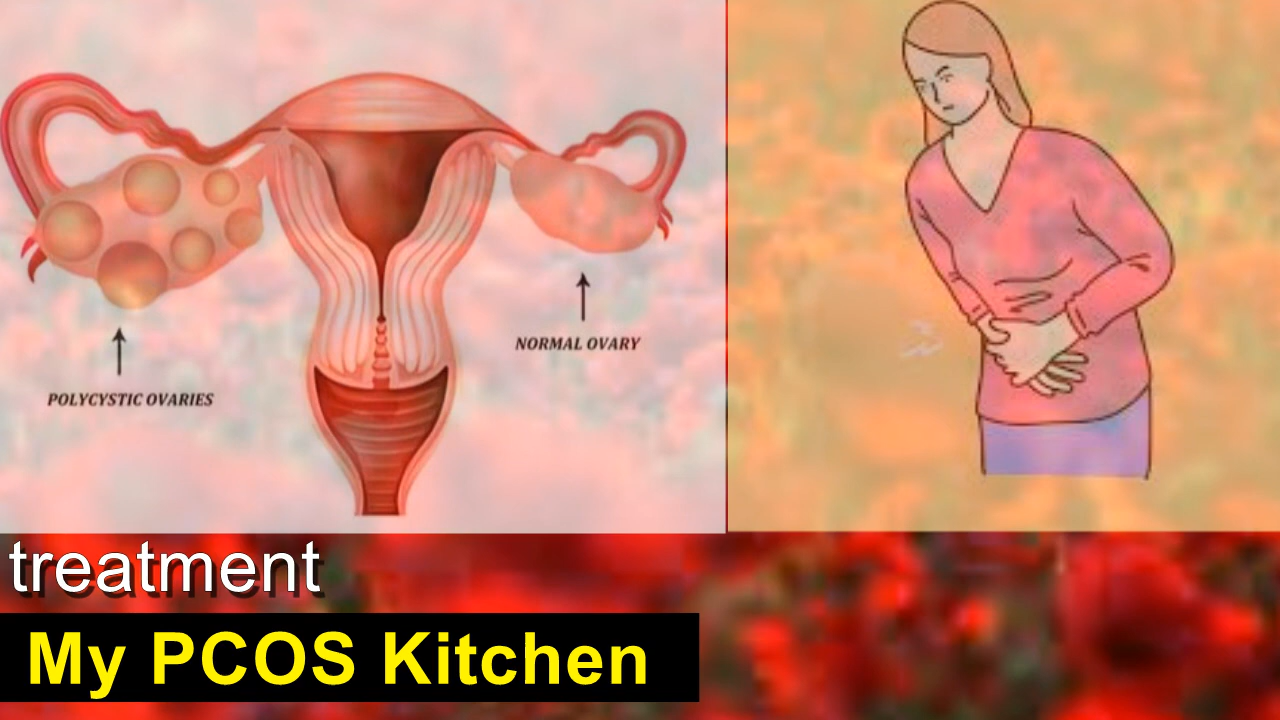 NORMAL OVARY
POLYCYSTIC OVARIES
treatment
My PCOS Kitchen